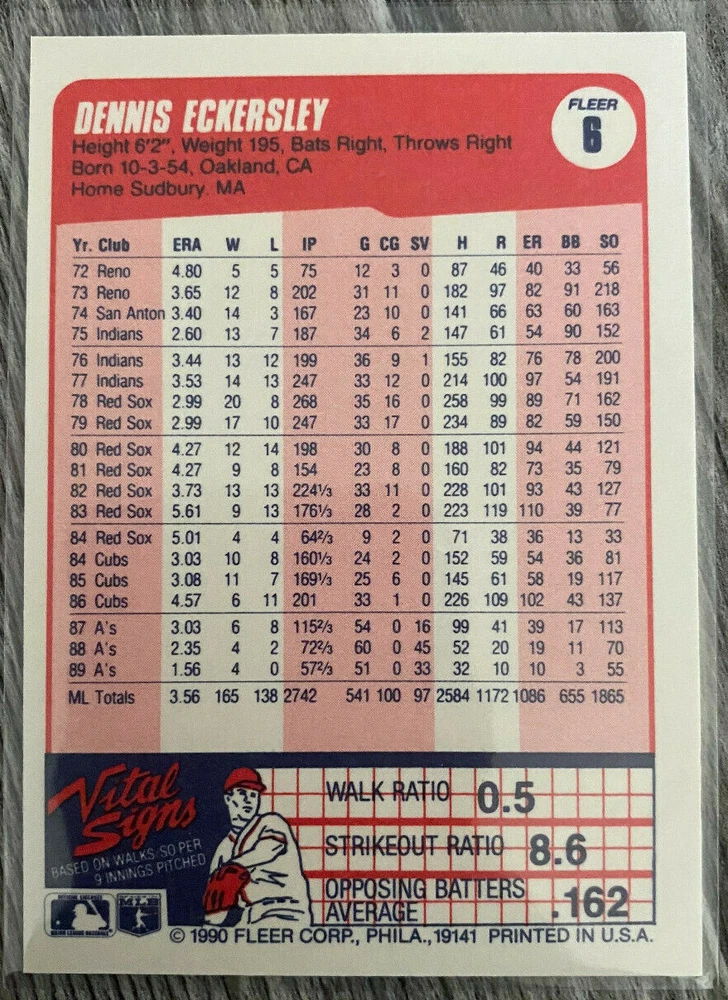 DENNIS ECKERSLEY
FLEER
6
Height 6'2", Weight 195, Bats Right, Throws Right
Born 10-3-54, Oakland, CA
Home Sudbury, MA
Yr. Club ERA W L IP G CG SV H R ER BB SO
72 Reno 4.80 5 5 75 12 3 0 87 46 40 33 56
73 Reno 3.65 12 8 202 31 11 0 182 97 82 91 218
74 San Anton 3.40 14 3 167 23 10 0 141 66 63 60 163
75 Indians 2.60 13 7 187 34 6 2 147 61 54 90 152
76 Indians 3.44 13 12 199 36 9 1 155 82 76 78 200
77 Indians 3.53 14 13 247 33 12 0 214 100 97 54 191
78 Red Sox 2.99 20 8 268 35 16 0 258 99 89 71 162
79 Red Sox 2.99 17 10 247 33 17 0 234 89 82 59 150
80 Red Sox 4.27 12 14 198 30 8 0 188 101 94 44 121
81 Red Sox 4.27 9 8 154 23 8 0 160 82 73 35 79
82 Red Sox 3.73 13 13 224 1/3 33 11 0 228 101 93 43 127
83 Red Sox 5.61 9 13 176 1/3 28 2 0 223 119 110 39 77
84 Red Sox 5.01 4 4 64 2/3 9 2 0 71 38 36 13 33
84 Cubs 3.03 10 8 160 1/3 24 2 0 152 59 54 36 81
85 Cubs 3.08 11 7 169 1/3 25 6 0 145 61 58 19 117
86 Cubs 4.57 6 11 201 33 1 0 226 109 102 43 137
87 A's 3.03 6 8 115 2/3 54 0 16 99 41 39 17 113
88 A's 2.35 4 2 72 2/3 60 0 45 52 20 19 11 70
89 A's 1.56 4 0 57 2/3 51 0 33 32 10 10 3 55
ML Totals 3.56 165 138 2742 541 100 97 2584 1172 1086 655 1865
Vital
Signs
BASED ON WALKS/SO PER
9 INNINGS PITCHED
WALK RATIO 0.5
STRIKEOUT RATIO 8.6
OPPOSING BATTERS
AVERAGE .162
MLB
© 1990 FLEER CORP., PHILA., 19141 PRINTED IN U.S.A.